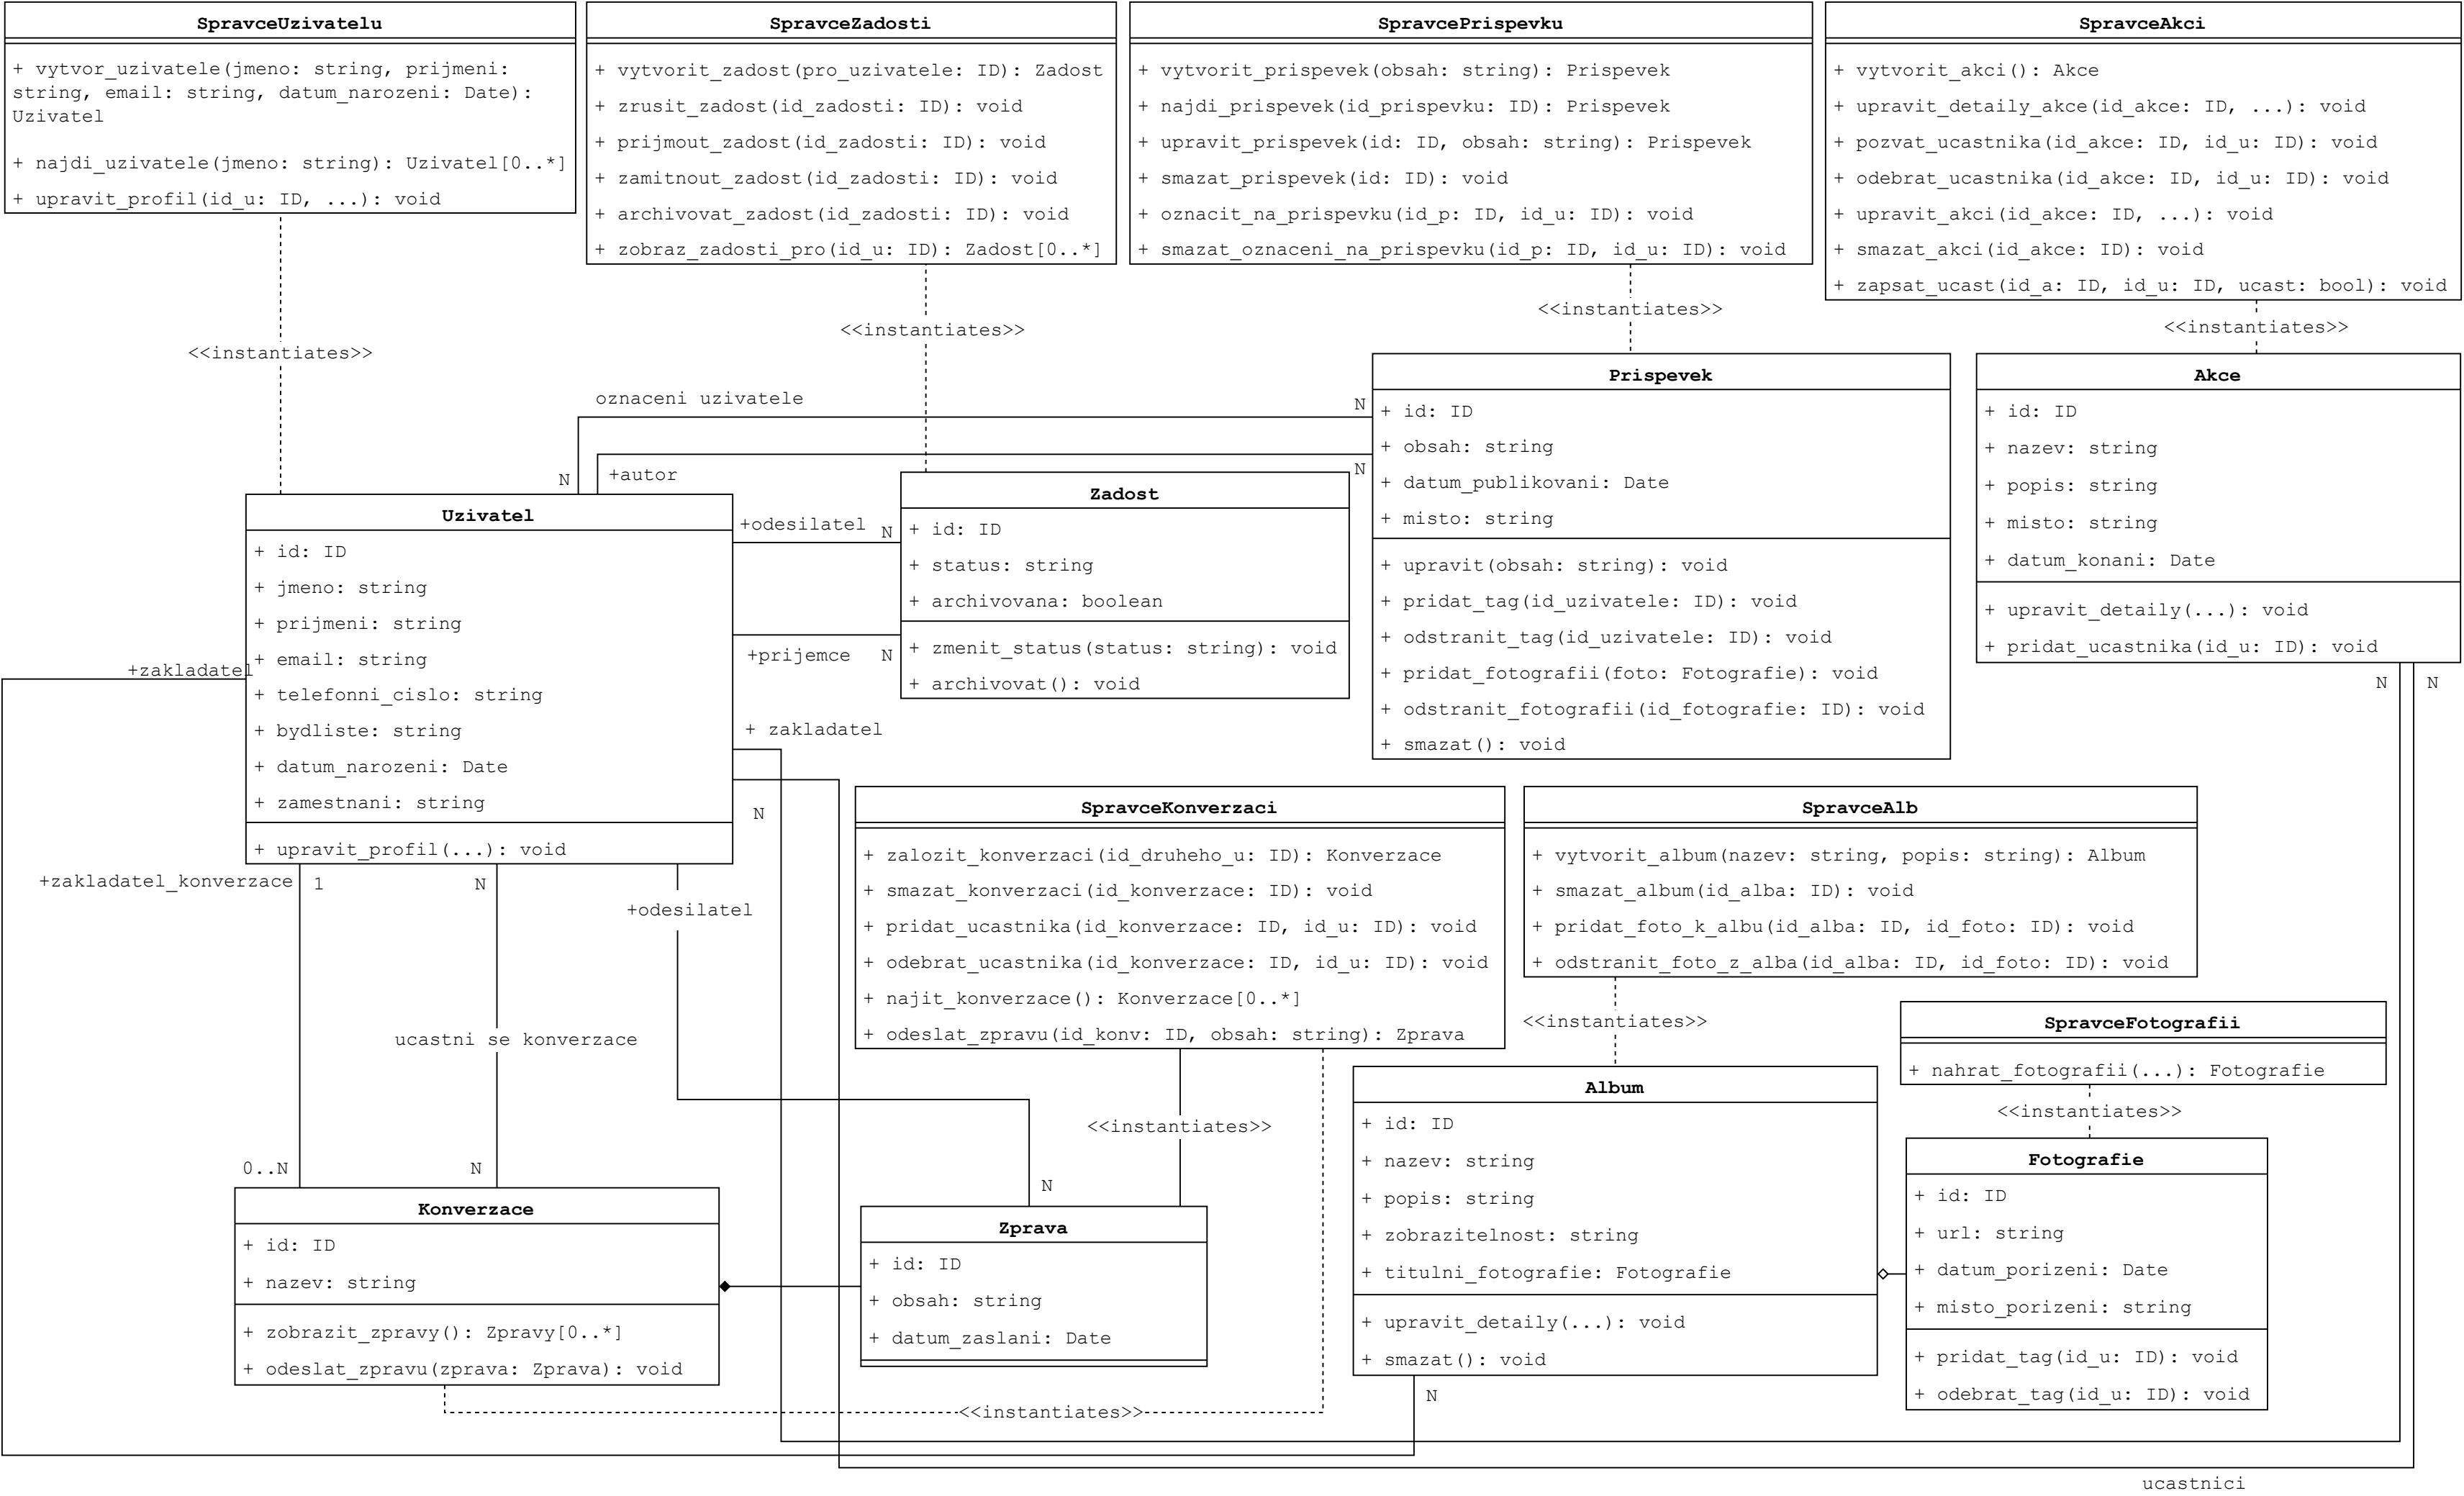 SpravceUzivatelu
+ vytvor_uzivatele(jmeno: string, prijmeni:
string, email: string, datum_narozeni: Date):
Uzivatel
+ najdi_uzivatele(jmeno: string): Uzivatel[0..*]
+ upravit_profil(id_u: ID, ...): void
SpravceZadosti
+ vytvorit_zadost(pro_uzivatele: ID): Zadost
+ zrusit_zadost(id_zadosti: ID): void
+ prijmout_zadost(id_zadosti: ID): void
+ zamitnout_zadost(id_zadosti: ID): void
+ archivovat_zadost(id_zadosti: ID): void
+ zobraz_zadosti_pro(id_u: ID): Zadost[0..*]
SpravcePrispevku
+ vytvorit_prispevek(obsah: string): Prispevek
+ najdi_prispevek(id_prispevku: ID): Prispevek
+ upravit_prispevek(id: ID, obsah: string): Prispevek
+ smazat_prispevek(id: ID): void
+ oznacit_na_prispevku(id_p: ID, id_u: ID): void
+ smazat_oznaceni_na_prispevku(id_p: ID, id_u: ID): void
SpravceAkci
+ vytvorit_akci(): Akce
+ upravit_detaily_akce(id_akce: ID, ...): void
+ pozvat_ucastnika(id_akce: ID, id_u: ID): void
+ odebrat_ucastnika(id_akce: ID, id_u: ID): void
+ upravit_akci(id_akce: ID, ...): void
+ smazat_akci(id_akce: ID): void
+ zapsat_ucast(id_a: ID, id_u: ID, ucast: bool): void
<<instantiates>>
<<instantiates>>
<<instantiates>>
<<instantiates>>
oznaceni uzivatele
N
N
+autor
N
Uzivatel
+ id: ID
+ jmeno: string
+ prijmeni: string
+ email: string
+ telefonni_cislo: string
+ bydliste: string
+ datum_narozeni: Date
+ zamestnani: string
+ upravit_profil(...): void
+odesilatel
N
+prijemce
N
Zadost
+ id: ID
+ status: string
+ archivovana: boolean
+ zmenit_status(status: string): void
+ archivovat(): void
Prispevek
+ id: ID
+ obsah: string
+ datum_publikovani: Date
+ misto: string
+ upravit(obsah: string): void
+ pridat_tag(id_uzivatele: ID): void
+ odstranit_tag(id_uzivatele: ID): void
+ pridat_fotografii(foto: Fotografie): void
+ odstranit_fotografii(id_fotografie: ID): void
+ smazat(): void
Akce
+ id: ID
+ nazev: string
+ popis: string
+ misto: string
+ datum_konani: Date
+ upravit_detaily(...): void
+ pridat_ucastnika(id_u: ID): void
N
N
+zakladatel
+ zakladatel
N
+zakladatel_konverzace
1
N
+odesilatel
SpravceKonverzaci
+ zalozit_konverzaci(id_druheho_u: ID): Konverzace
+ smazat_konverzaci(id_konverzace: ID): void
+ pridat_ucastnika(id_konverzace: ID, id_u: ID): void
+ odebrat_ucastnika(id_konverzace: ID, id_u: ID): void
+ najit_konverzace(): Konverzace[0..*]
+ odeslat_zpravu(id_konv: ID, obsah: string): Zprava
SpravceAlb
+ vytvorit_album(nazev: string, popis: string): Album
+ smazat_album(id_alba: ID): void
+ pridat_foto_k_albu(id_alba: ID, id_foto: ID): void
+ odstranit_foto_z_alba(id_alba: ID, id_foto: ID): void
<<instantiates>>
SpravceFotografii
+ nahrat_fotografii(...): Fotografie
<<instantiates>>
ucastni se konverzace
<<instantiates>>
0..N
N
N
Konverzace
+ id: ID
+ nazev: string
+ zobrazit_zpravy(): Zpravy[0..*]
+ odeslat_zpravu(zprava: Zprava): void
Zprava
+ id: ID
+ obsah: string
+ datum_zaslani: Date
Album
+ id: ID
+ nazev: string
+ popis: string
+ zobrazitelnost: string
+ titulni_fotografie: Fotografie
+ upravit_detaily(...): void
+ smazat(): void
Fotografie
+ id: ID
+ url: string
+ datum_porizeni: Date
+ misto_porizeni: string
+ pridat_tag(id_u: ID): void
+ odebrat_tag(id_u: ID): void
N
<<instantiates>>
ucastnici